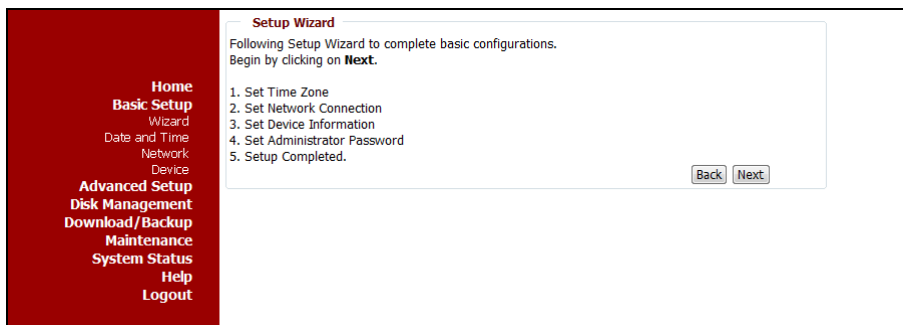 Home
Basic Setup
Wizard
Date and Time
Network
Device
Advanced Setup
Disk Management
Download/Backup
Maintenance
System Status
Help
Logout
Setup Wizard
Following Setup Wizard to complete basic configurations.
Begin by clicking on Next.
1. Set Time Zone
2. Set Network Connection
3. Set Device Information
4. Set Administrator Password
5. Setup Completed.
Back Next